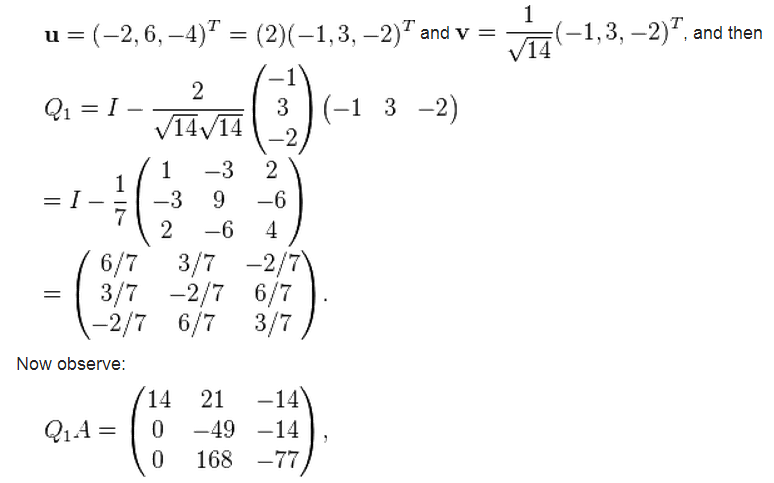 u = (−2, 6, −4)ᵀ = (2)(−1, 3, −2)ᵀ and v = 1/√14 (−1, 3, −2)ᵀ, and then
Q₁ = I − 2/(√14√14) (−1 3 −2) (−1 3 −2)
= I − 1/7 (1 −3 2
−3 9 −6
2 −6 4)
= (6/7 3/7 −2/7
3/7 −2/7 6/7
−2/7 6/7 3/7).
Now observe:
Q₁A = (14 21 −14
0 −49 −14
0 168 −77),